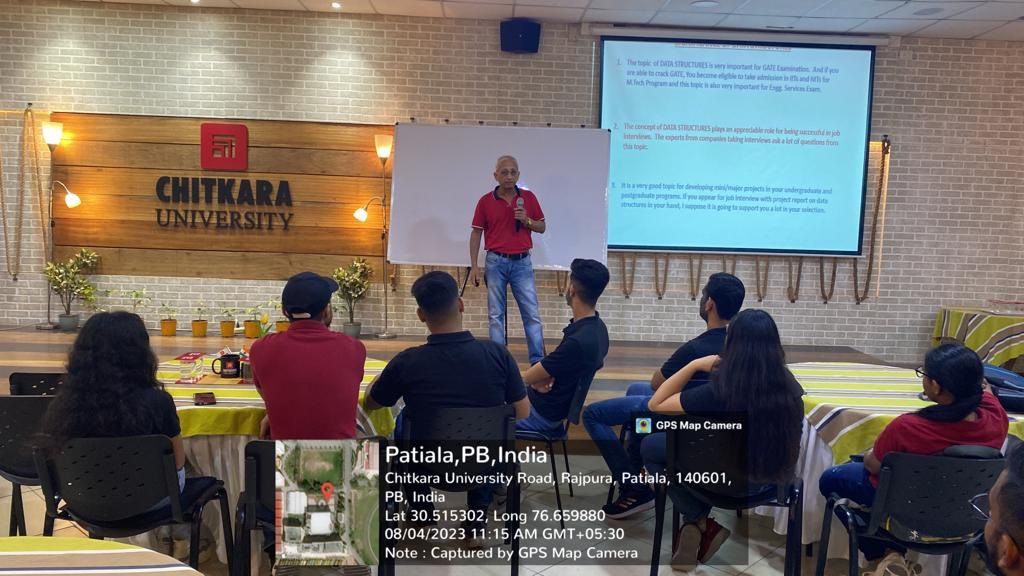 1. The topic of DATA STRUCTURES is very important for GATE Examination. And if you
are able to crack GATE, You become eligible to take admission in IITs and NITs for
M.Tech Program and this topic is also very important for Engg. Services Exam.
2. The concept of DATA STRUCTURES plays an appreciable role for being successful in job
interviews. The experts from companies taking interviews ask a lot of questions from
this topic.
3. It is a very good topic for developing mini/major projects in your undergraduate and
postgraduate programs. If you appear for job interview with project report on data
structures in your hand, I suppose it is going to support you a lot in your selection.
CHITKARA
UNIVERSITY
GPS Map Camera
Patiala,PB,India
Chitkara University Road, Rajpura, Patiala, 140601,
PB, India
Lat 30.515302, Long 76.659880
08/04/2023 11:15 AM GMT+05:30
Note : Captured by GPS Map Camera